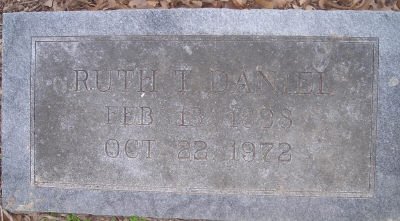 RUTH T. DANIEL
FEB 13 1898
OCT 22 1972